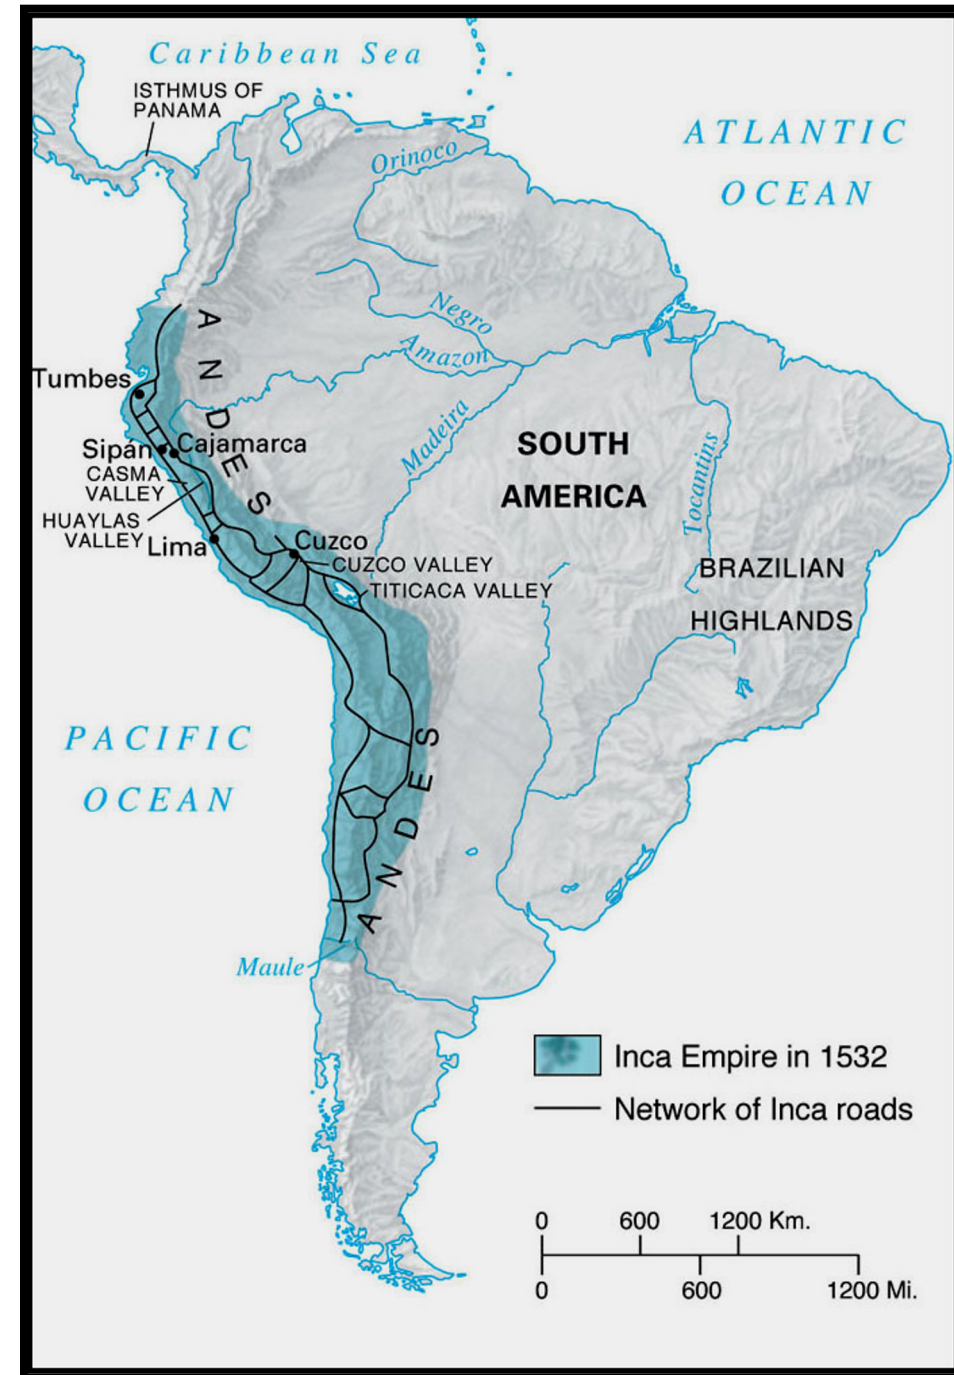 Caribbean Sea
ISTHMUS OF
PANAMA
ATLANTIC
OCEAN
Orinoco
Negro
Amazon
ANDES
Tumbes
Madeira
SOUTH
AMERICA
Tocantins
Sipán
Cajamarca
CASMA
VALLEY
HUAYLAS
VALLEY
Lima
Cuzco
CUZCO VALLEY
TITICACA VALLEY
BRAZILIAN
HIGHLANDS
PACIFIC
OCEAN
ANDES
Maule
Inca Empire in 1532
Network of Inca roads
0 600 1200 Km.
0 600 1200 Mi.